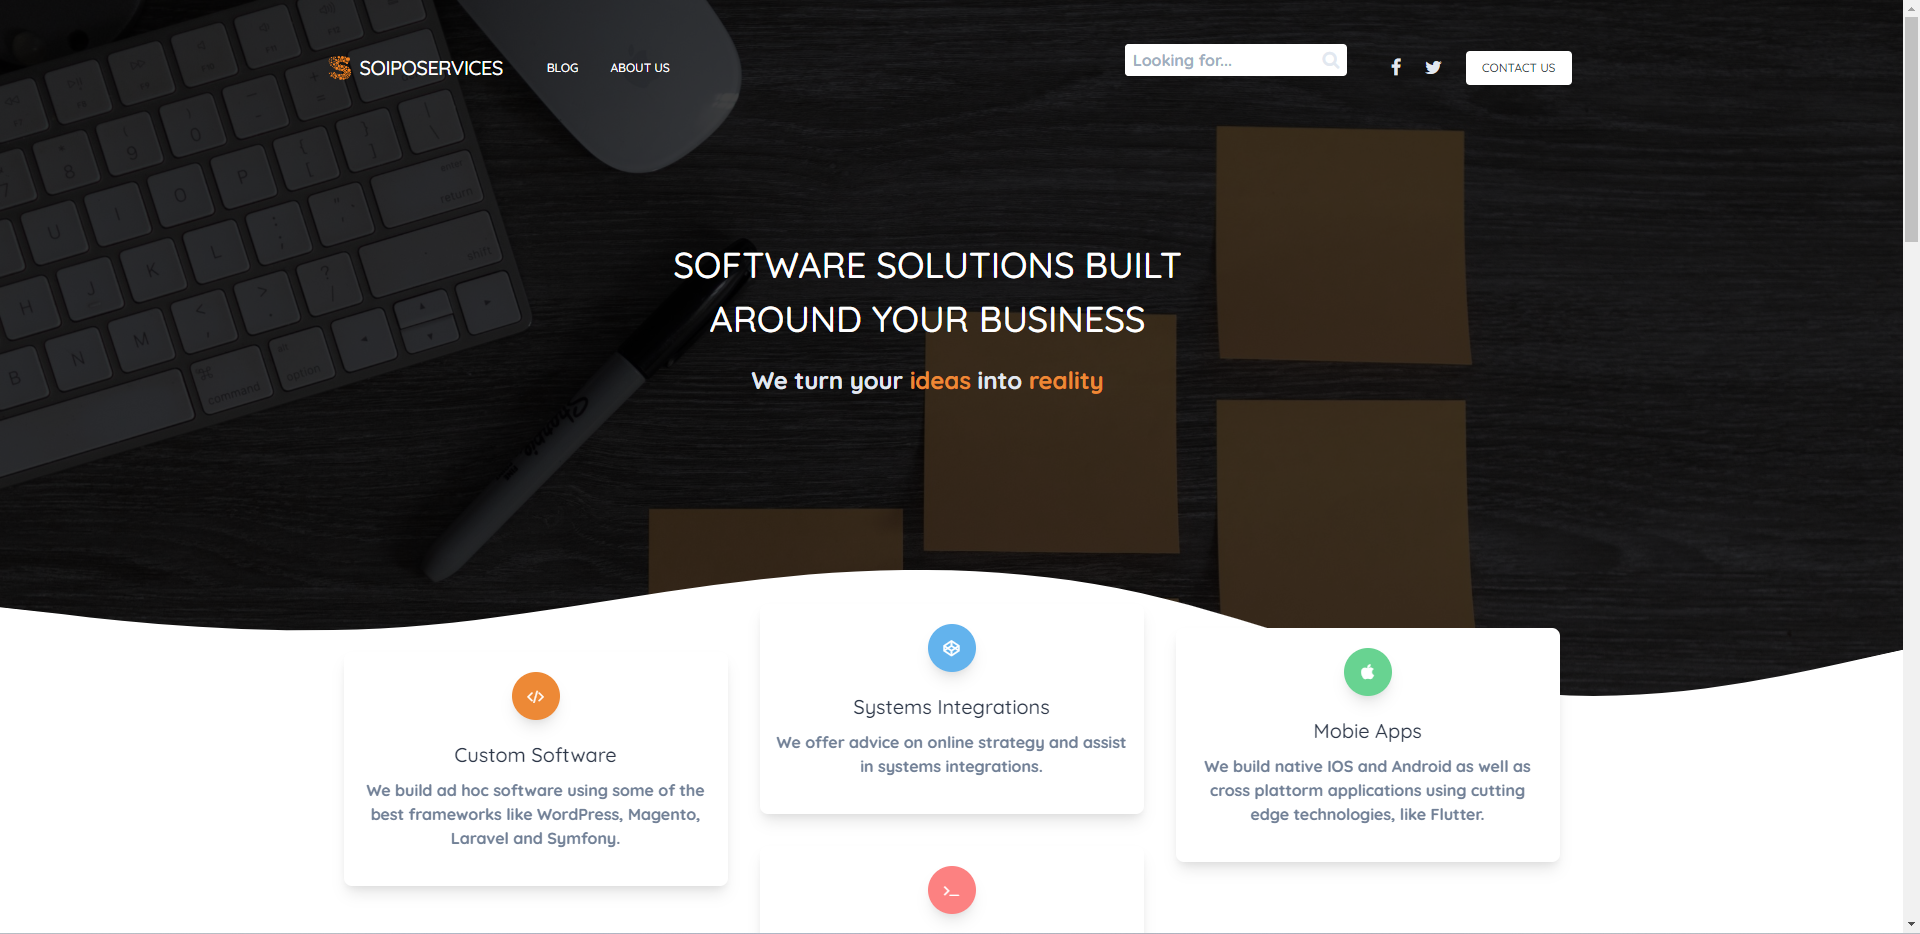 SOIPOSERVICES
BLOG
ABOUT US
Looking for...
CONTACT US
SOFTWARE SOLUTIONS BUILT
AROUND YOUR BUSINESS
We turn your ideas into reality
Custom Software
We build ad hoc software using some of the
best frameworks like WordPress, Magento,
Laravel and Symfony.
Systems Integrations
We offer advice on online strategy and assist
in systems integrations.
Mobie Apps
We build native IOS and Android as well as
cross plattorm applications using cutting
edge technologies, like Flutter.